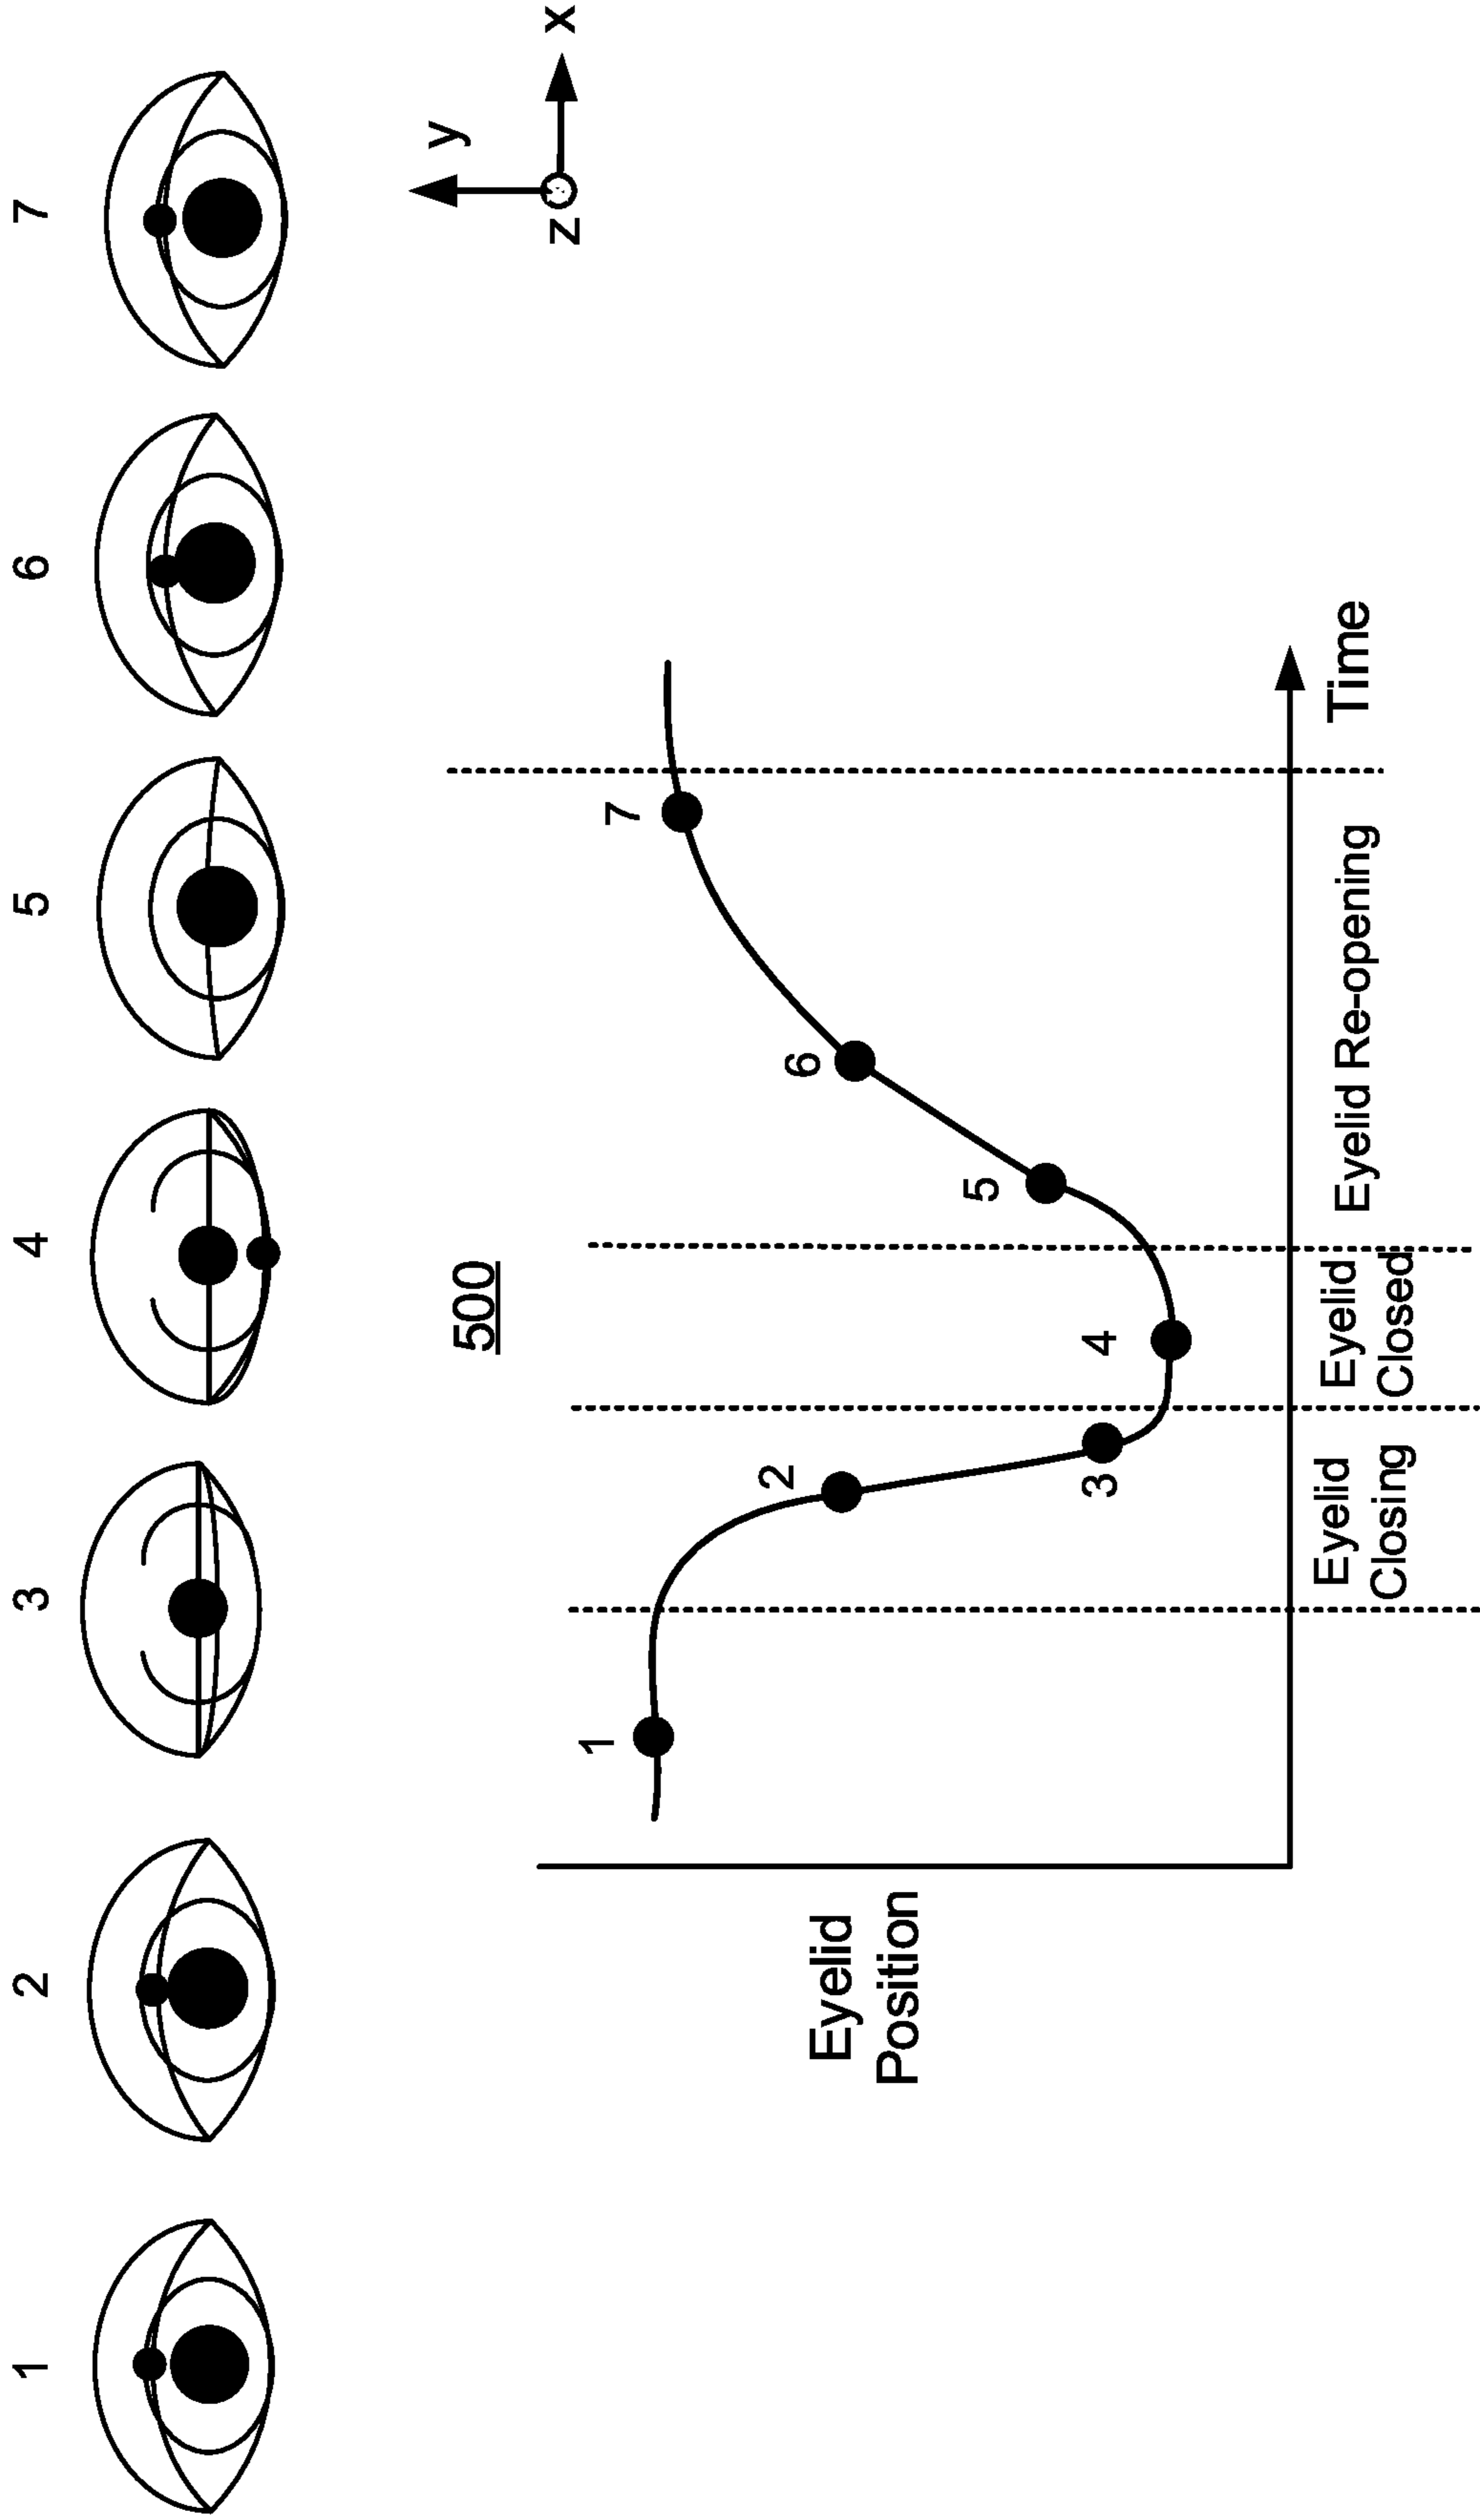 1 2 3 4 5 6 7
500
y
z x
1 2 3 4 5 6 7
Eyelid
Position
Eyelid
Closing
Eyelid
Closed
Eyelid Re-opening
Time